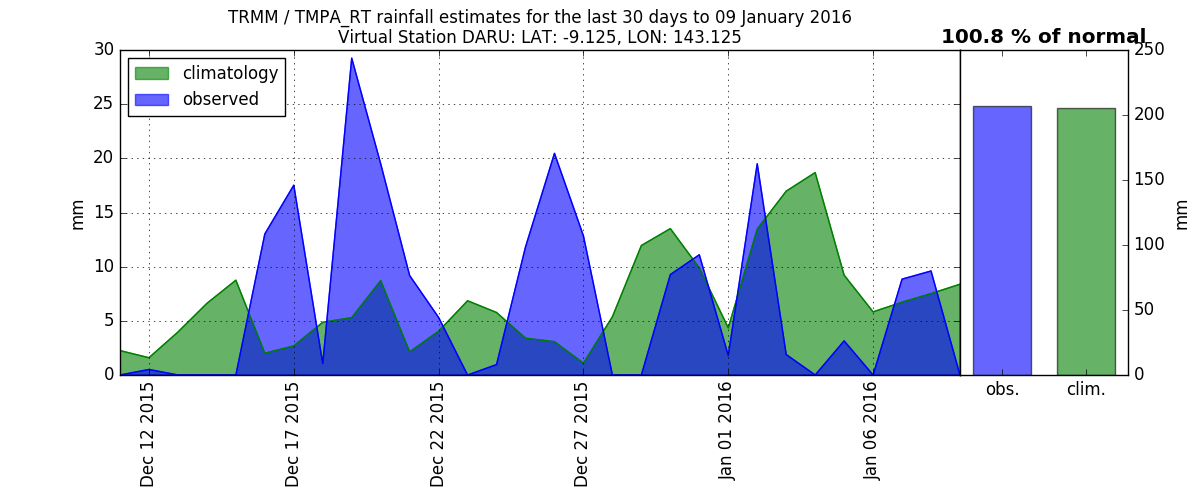 TRMM / TMPA_RT rainfall estimates for the last 30 days to 09 January 2016
Virtual Station DARU: LAT: -9.125, LON: 143.125
100.8 % of normal
climatology
observed
30
25
20
15
10
5
0
mm
Dec 12 2015
Dec 17 2015
Dec 22 2015
Dec 27 2015
Jan 01 2016
Jan 06 2016
250
200
150
100
50
0
mm
obs.
clim.